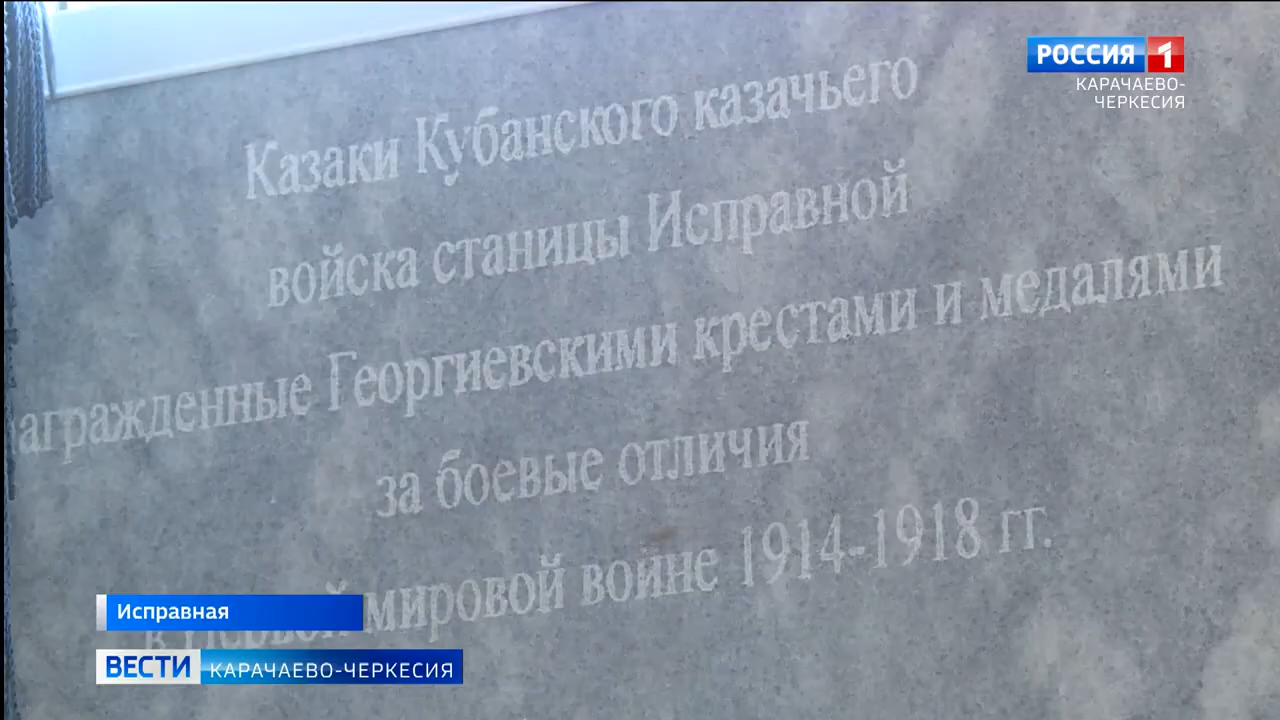 РОССИЯ 1
КАРАЧАЕВО-
ЧЕРКЕСИЯ
Казаки Кубанского казачьего
войска станицы Исправной
награжденные Георгиевскими крестами и медалями
за боевые отличия
в Первой мировой войне 1914-1918 гг.
Исправная
ВЕСТИ КАРАЧАЕВО-ЧЕРКЕСИЯ